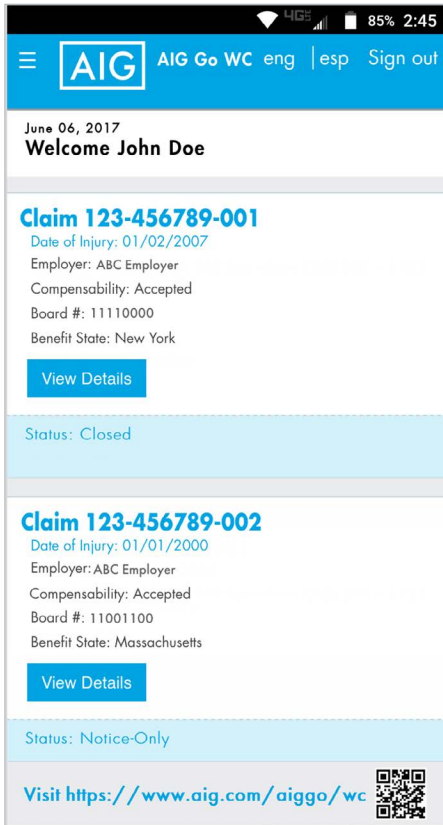 4G 85% 2:45
AIG AIG Go WC eng |esp Sign out
June 06, 2017
Welcome John Doe
Claim 123-456789-001
Date of Injury: 01/02/2007
Employer: ABC Employer
Compensability: Accepted
Board #: 11110000
Benefit State: New York
View Details
Status: Closed
Claim 123-456789-002
Date of Injury: 01/01/2000
Employer: ABC Employer
Compensability: Accepted
Board #: 11001100
Benefit State: Massachusetts
View Details
Status: Notice-Only
Visit https://www.aig.com/aiggo/wc